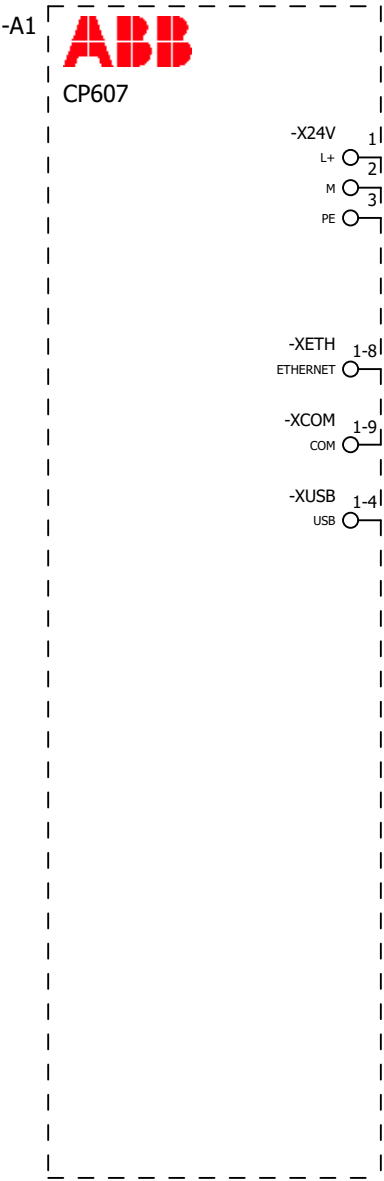 -A1
ABB
CP607
-X24V 1
L+
2
M
3
PE
-XETH 1-8
ETHERNET
-XCOM 1-9
COM
-XUSB 1-4
USB